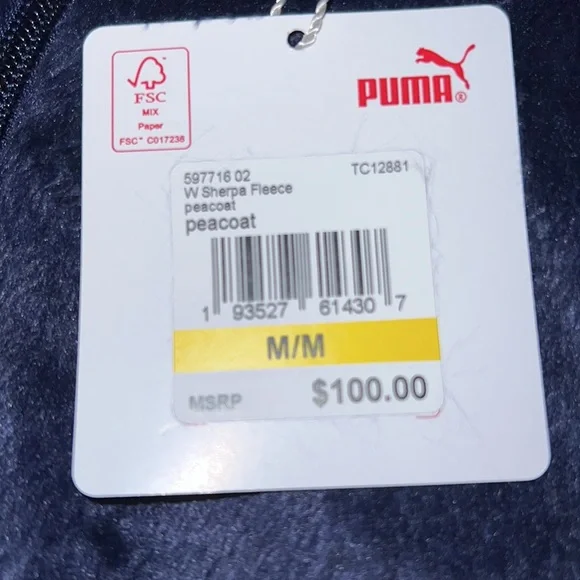 FSC
MIX
Paper
FSC® C017238
PUMA®
597716 02 TC12881
W Sherpa Fleece
peacoat
peacoat
1 93527 61430 7
M/M
MSRP $100.00